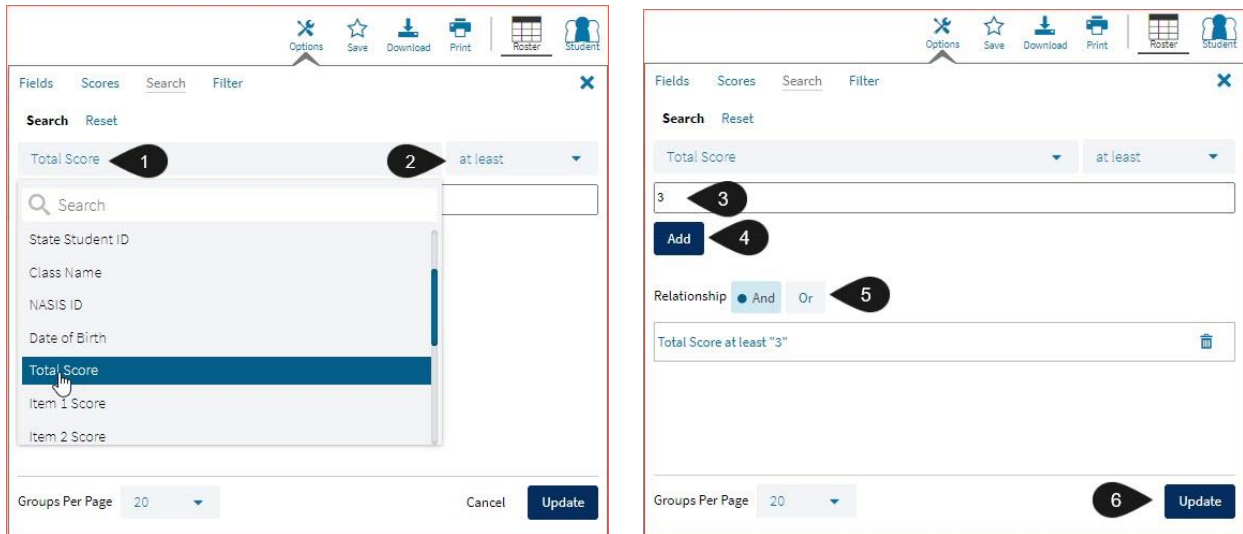 Options Save Download Print Roster Student
Fields Scores Search Filter
Search Reset
Total Score 1 2 at least
Search
State Student ID
Class Name
NASIS ID
Date of Birth
Total Score
Item 1 Score
Item 2 Score
Groups Per Page 20 Cancel Update
Options Save Download Print Roster Student
Fields Scores Search Filter
Search Reset
Total Score at least
3 3
Add 4
Relationship And Or 5
Total Score at least "3"
Groups Per Page 20 6 Update